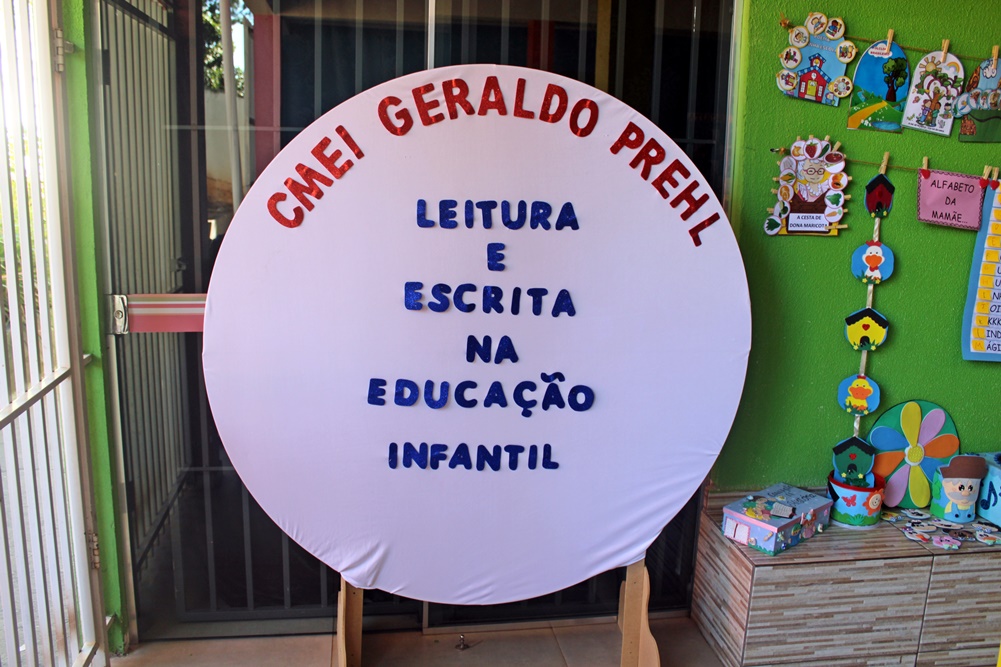 CMEI GERALDO PREHL
LEITURA
E
ESCRITA
NA
EDUCAÇÃO
INFANTIL
A CESTA DE
DONA MARICOTA
ALFABETO
DA
MAMÃE...